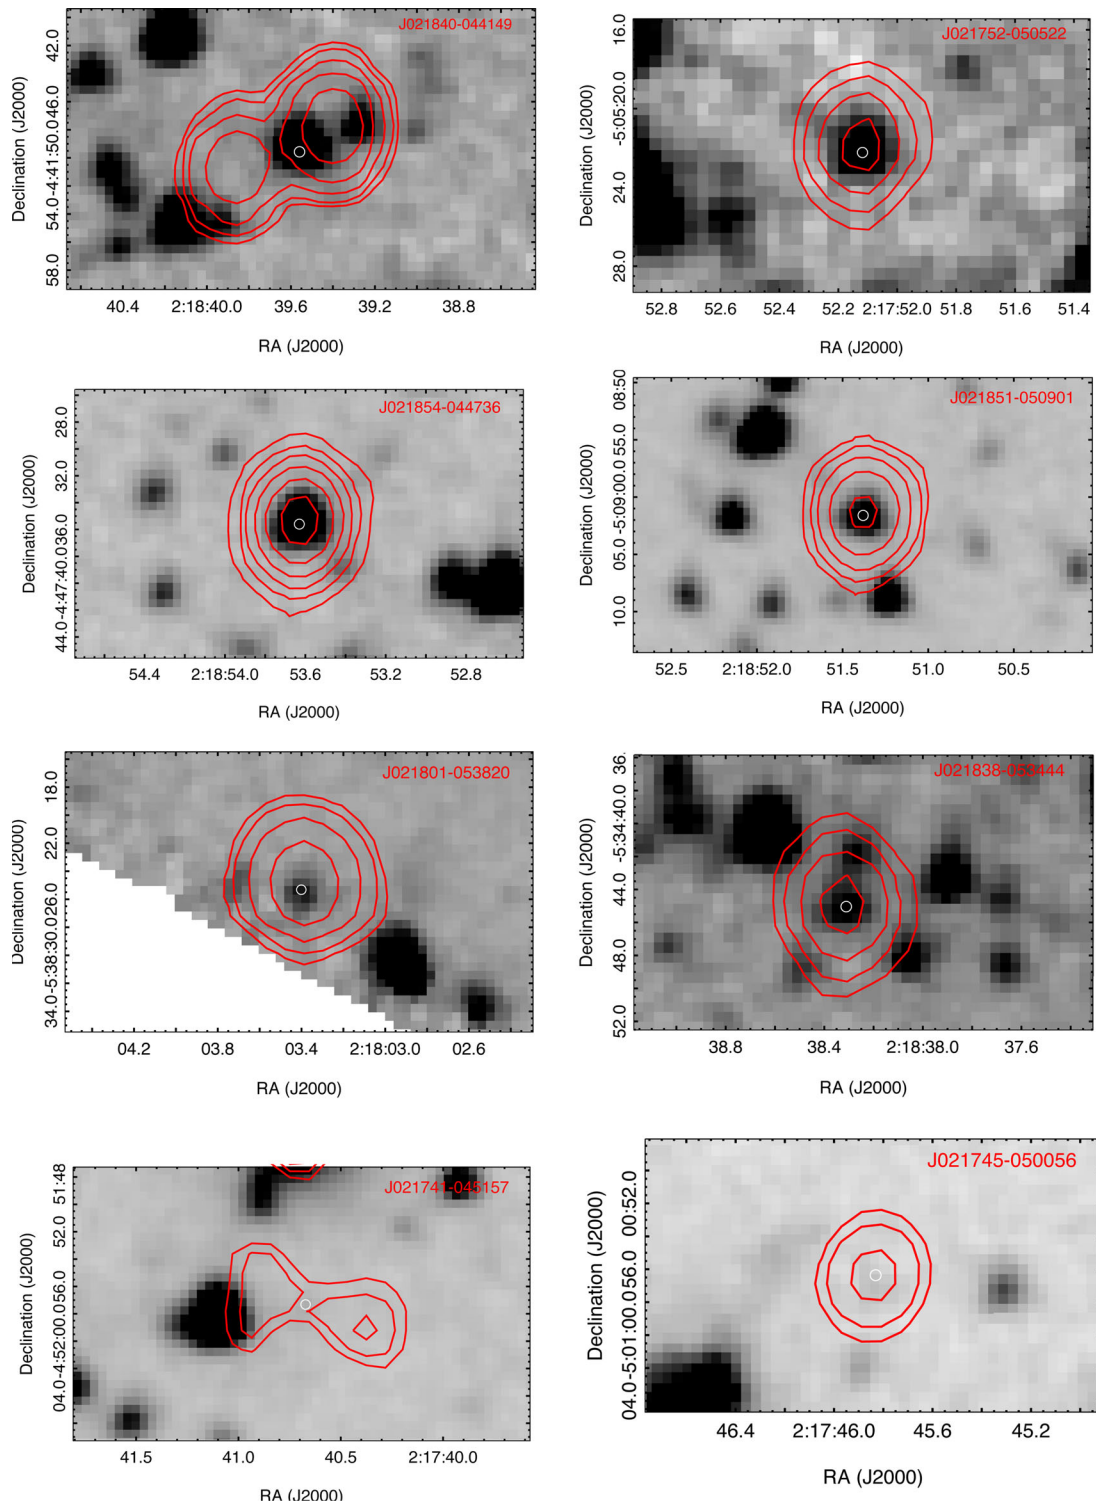 J021840-044149
42.0
-4:41:50.046.0
54.0
58.0
Declination (J2000)
40.4 2:18:40.0 39.6 39.2 38.8
RA (J2000)
J021752-050522
16.0
-5:05:20
24.0
28.0
Declination (J2000)
52.8 52.6 52.4 52.2 2:17:52.0 51.8 51.6 51.4
RA (J2000)
J021854-044736
28.0
32.0
-4:47:40.036.0
44.0
Declination (J2000)
54.4 2:18:54.0 53.6 53.2 52.8
RA (J2000)
J021851-050901
08:50
55.0
-5:09:00.0
05.0
10.0
Declination (J2000)
52.5 2:18:52.0 51.5 51.0 50.5
RA (J2000)
J021801-053820
18.0
22.0
-5:38:30.026.0
34.0
Declination (J2000)
04.2 03.8 03.4 2:18:03.0 02.6
RA (J2000)
J021838-053444
36.
-5:34:40.0
44.0
48.0
52.0
Declination (J2000)
38.8 38.4 2:18:38.0 37.6
RA (J2000)
J021741-045157
51:48
52.0
-4:52:00.056.0
04.0
Declination (J2000)
41.5 41.0 40.5 2:17:40.0
RA (J2000)
J021745-050056
00:52.0
-5:01:00.056.0
04.0
Declination (J2000)
46.4 2:17:46.0 45.6 45.2
RA (J2000)